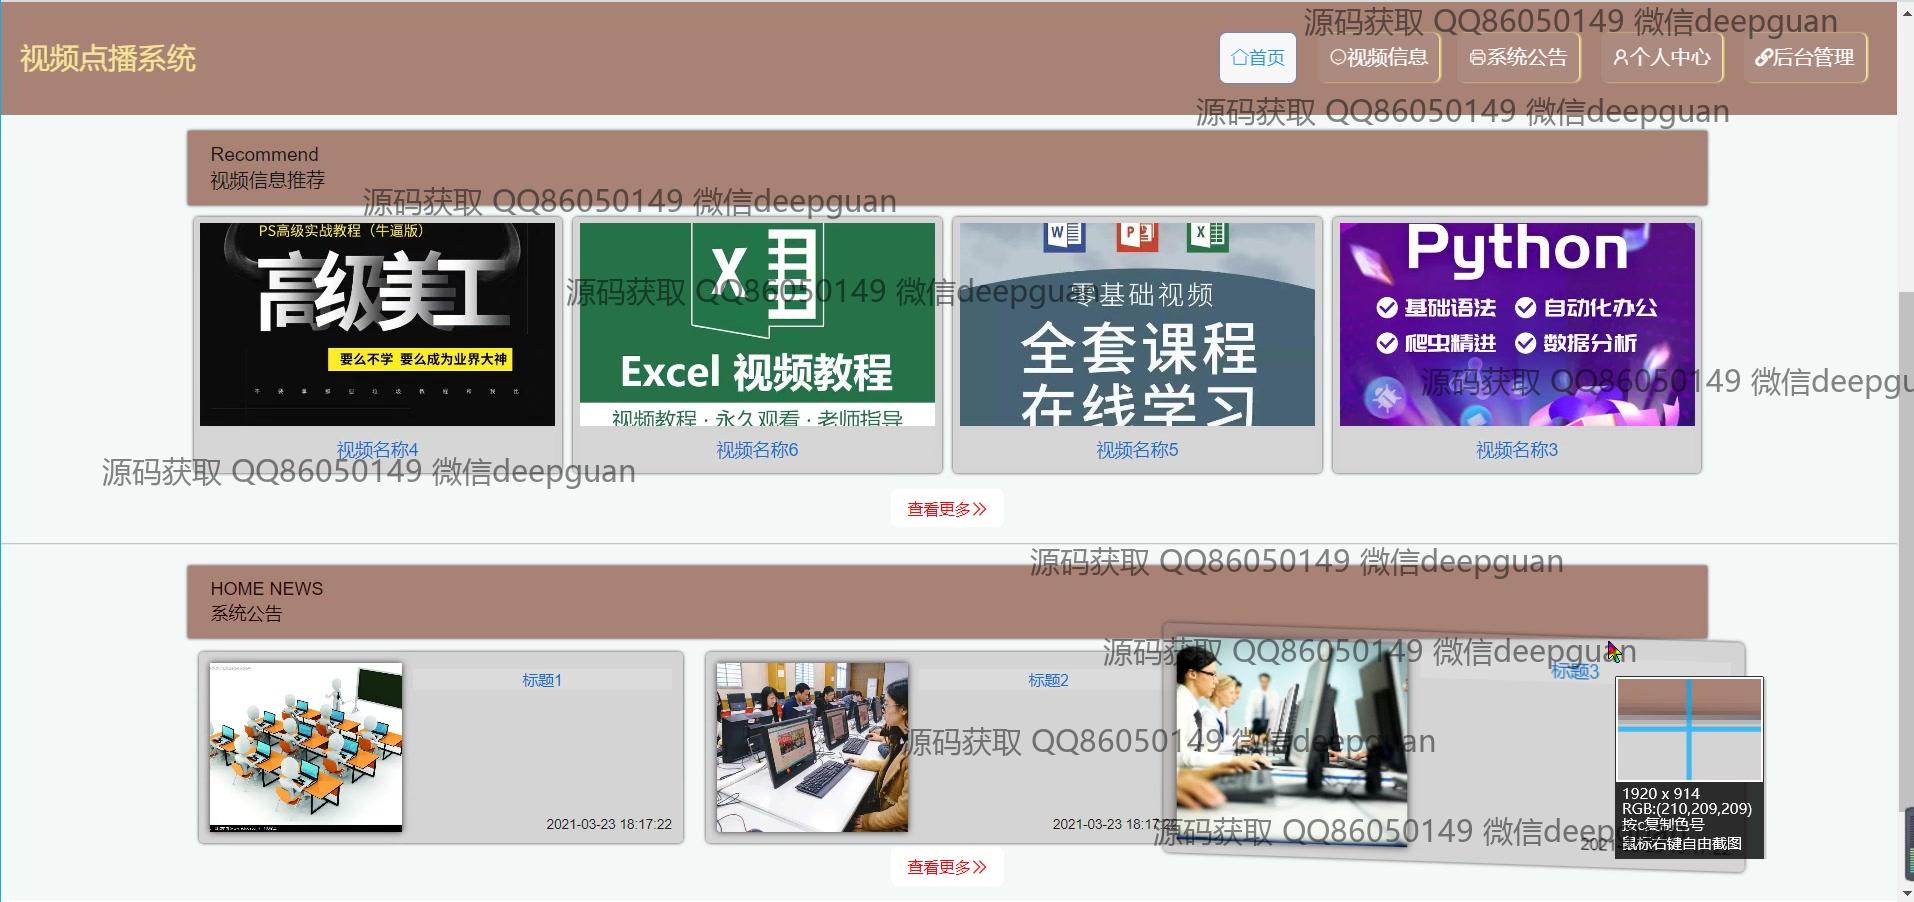 源码获取 QQ86050149 微信deepguan
视频点播系统
首页
视频信息
系统公告
个人中心
后台管理
源码获取 QQ86050149 微信deepguan
Recommend
视频信息推荐
源码获取 QQ86050149 微信deepguan
PS高级实战教程（牛逼版）
高级美工
要么不学 要么成为业界大神
X
Excel 视频教程
视频教程 · 永久观看 · 老师指导
W
P
X
零基础视频
全套课程
在线学习
Python
基础语法
自动化办公
爬虫精进
数据分析
源码获取 QQ86050149 微信deepguan
源码获取 QQ86050149 微信deepgu
视频名称4
视频名称6
视频名称5
视频名称3
源码获取 QQ86050149 微信deepguan
查看更多
源码获取 QQ86050149 微信deepguan
HOME NEWS
系统公告
源码获取 QQ86050149 微信deepguan
标题1
标题2
标题3
源码获取 QQ86050149 微信deepguan
2021-03-23 18:17:22
2021-03-23 18:17:22
源码获取 QQ86050149 微信deepguan
1920 x 914
RGB:(210,209,209)
按c复制色号
鼠标右键自由截图
查看更多